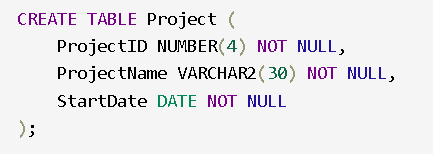 CREATE TABLE Project (
    ProjectID NUMBER(4) NOT NULL,
    ProjectName VARCHAR2(30) NOT NULL,
    StartDate DATE NOT NULL
);